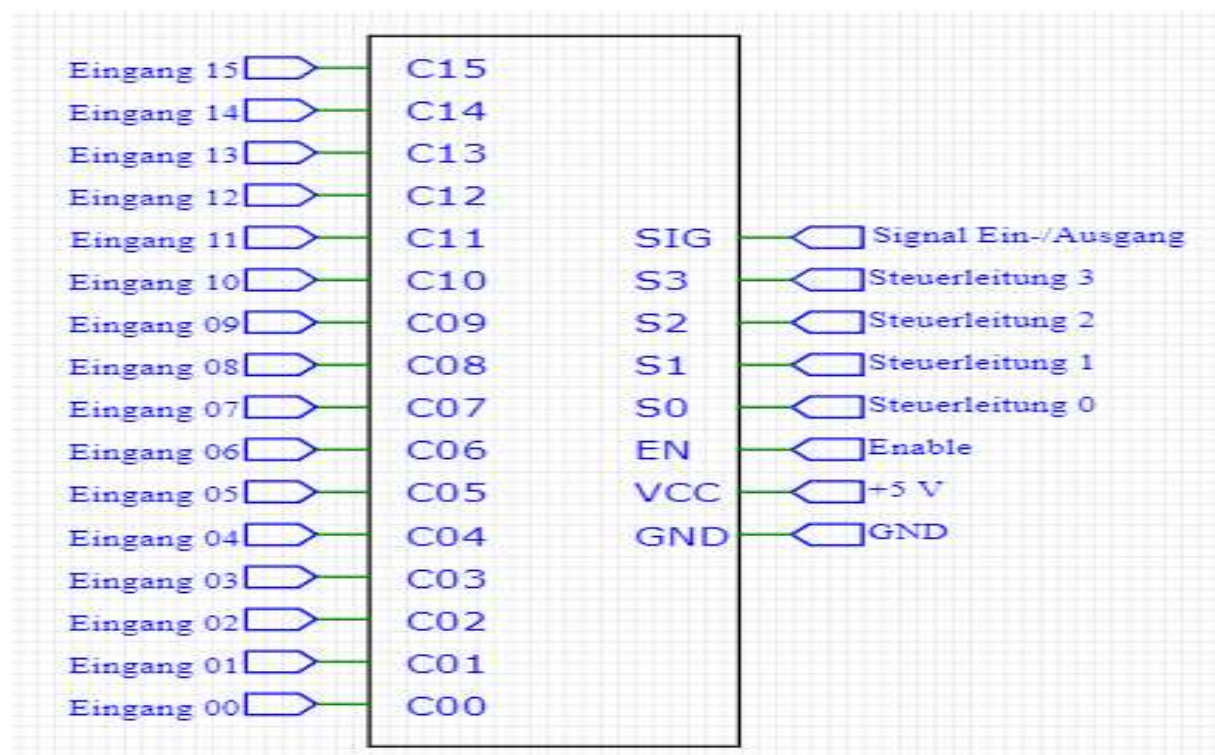 Eingang 15 C15
Eingang 14 C14
Eingang 13 C13
Eingang 12 C12
Eingang 11 C11 SIG Signal Ein-/Ausgang
Eingang 10 C10 S3 Steuerleitung 3
Eingang 09 C09 S2 Steuerleitung 2
Eingang 08 C08 S1 Steuerleitung 1
Eingang 07 C07 S0 Steuerleitung 0
Eingang 06 C06 EN Enable
Eingang 05 C05 VCC +5 V
Eingang 04 C04 GND GND
Eingang 03 C03
Eingang 02 C02
Eingang 01 C01
Eingang 00 C00